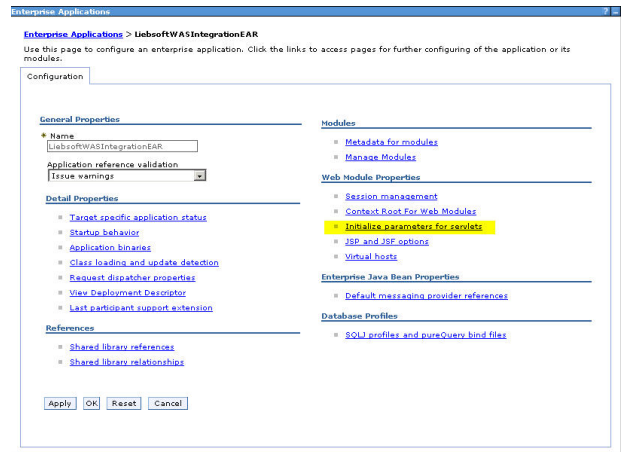 Enterprise Applications
? _
Enterprise Applications > LiebsoftWASIntegrationEAR
Use this page to configure an enterprise application. Click the links to access pages for further configuring of the application or its
modules.
Configuration
General Properties
* Name
LiebsoftWASIntegrationEAR
Application reference validation
Issue warnings
Detail Properties
Target specific application status
Startup behavior
Application binaries
Class loading and update detection
Request dispatcher properties
View Deployment Descriptor
Last participant support extension
References
Shared library references
Shared library relationships
Modules
Metadata for modules
Manage Modules
Web Module Properties
Session management
Context Root For Web Modules
Initialize parameters for servlets
JSP and JSF options
Virtual hosts
Enterprise Java Bean Properties
Default messaging provider references
Database Profiles
SQLJ profiles and pureQuery bind files
Apply OK Reset Cancel